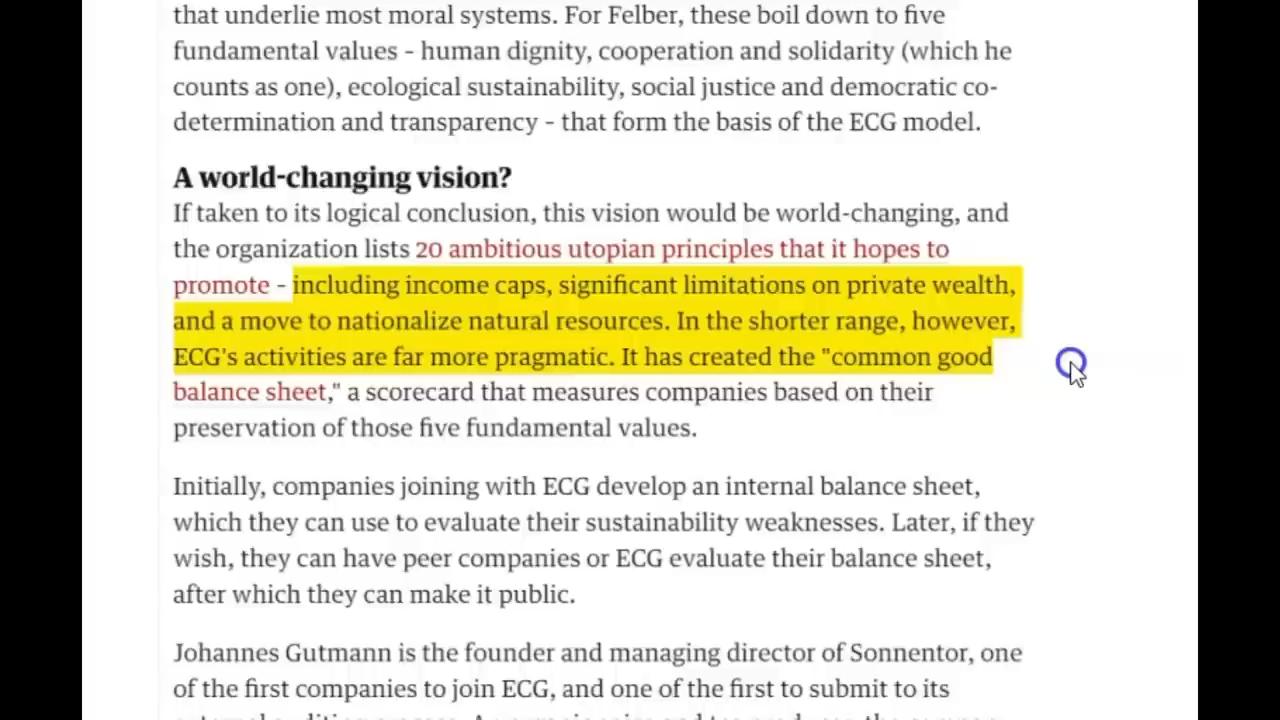 that underlie most moral systems. For Felber, these boil down to five
fundamental values - human dignity, cooperation and solidarity (which he
counts as one), ecological sustainability, social justice and democratic co-
determination and transparency - that form the basis of the ECG model.
A world-changing vision?
If taken to its logical conclusion, this vision would be world-changing, and
the organization lists 20 ambitious utopian principles that it hopes to
promote - including income caps, significant limitations on private wealth,
and a move to nationalize natural resources. In the shorter range, however,
ECG's activities are far more pragmatic. It has created the "common good
balance sheet," a scorecard that measures companies based on their
preservation of those five fundamental values.
Initially, companies joining with ECG develop an internal balance sheet,
which they can use to evaluate their sustainability weaknesses. Later, if they
wish, they can have peer companies or ECG evaluate their balance sheet,
after which they can make it public.
Johannes Gutmann is the founder and managing director of Sonnentor, one
of the first companies to join ECG, and one of the first to submit to its